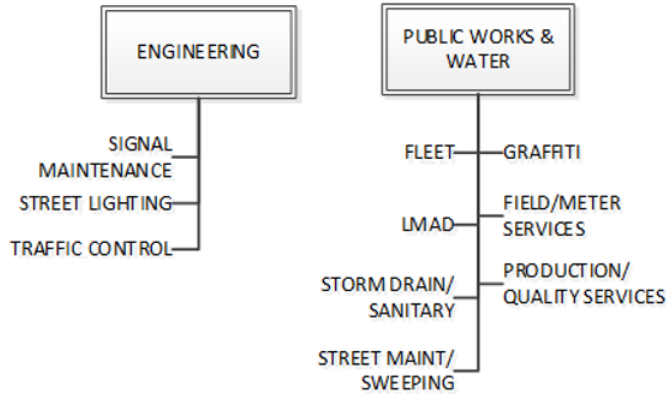 ENGINEERING
SIGNAL
MAINTENANCE
STREET LIGHTING
TRAFFIC CONTROL
PUBLIC WORKS &
WATER
FLEET
GRAFFITI
LMAD
FIELD/METER
SERVICES
STORM DRAIN/
SANITARY
PRODUCTION/
QUALITY SERVICES
STREET MAINT/
SWEEPING